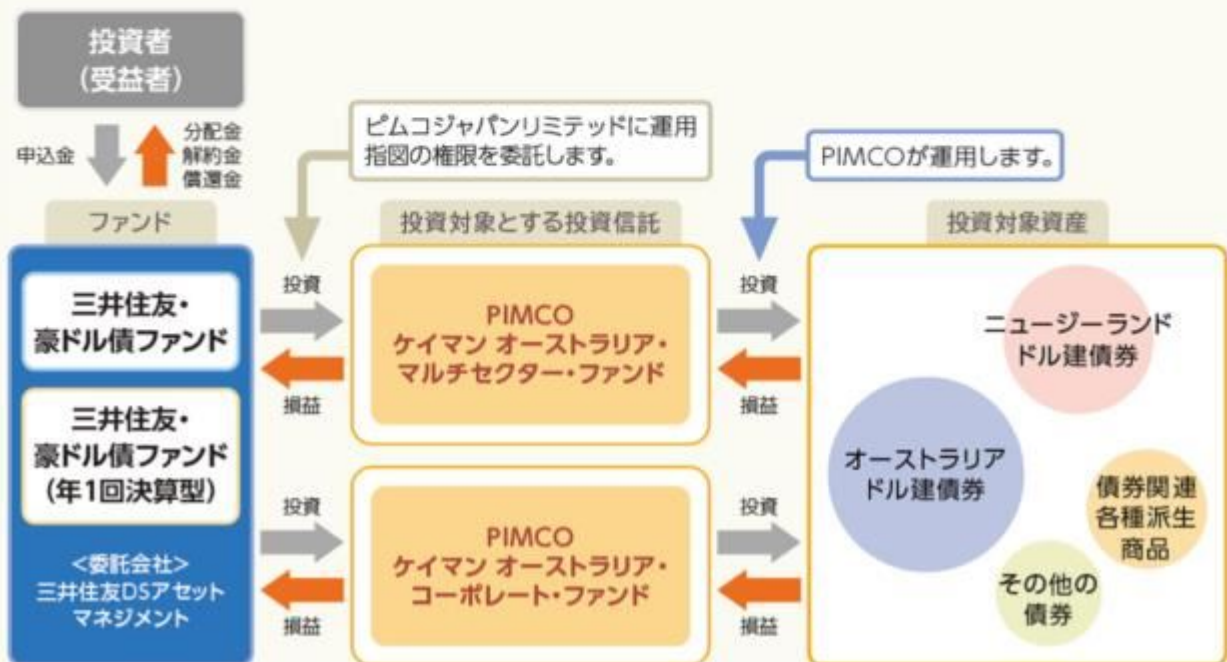 投資者
(受益者)
申込金
分配金
解約金
償還金
ピムコジャパンリミテッドに運用
指図の権限を委託します。
PIMCOが運用します。
ファンド
投資対象とする投資信託
投資対象資産
三井住友・
豪ドル債ファンド
三井住友・
豪ドル債ファンド
(年1回決算型)
<委託会社>
三井住友DSアセット
マネジメント
投資
損益
PIMCO
ケイマン オーストラリア・
マルチセクター・ファンド
投資
損益
投資
損益
PIMCO
ケイマン オーストラリア・
コーポレート・ファンド
投資
損益
ニュージーランド
ドル建債券
オーストラリア
ドル建債券
債券関連
各種派生
商品
その他の
債券